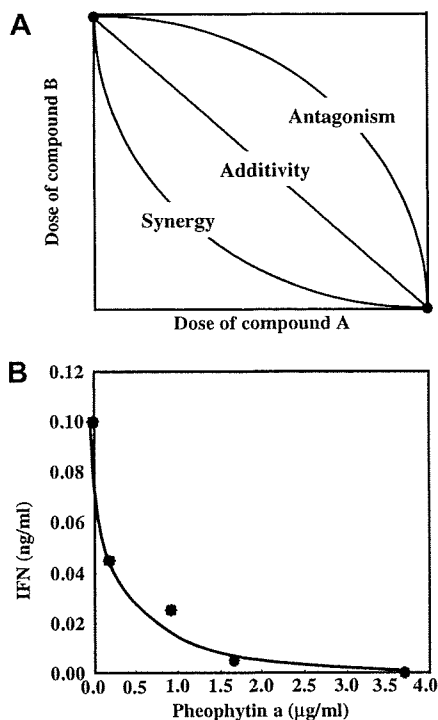 A
Dose of compound B
Antagonism
Additivity
Synergy
Dose of compound A
B
0.12
0.10
0.08
0.06
0.04
0.02
0.00
IFN (ng/ml)
0.0 0.5 1.0 1.5 2.0 2.5 3.0 3.5 4.0
Pheophytin a (μg/ml)